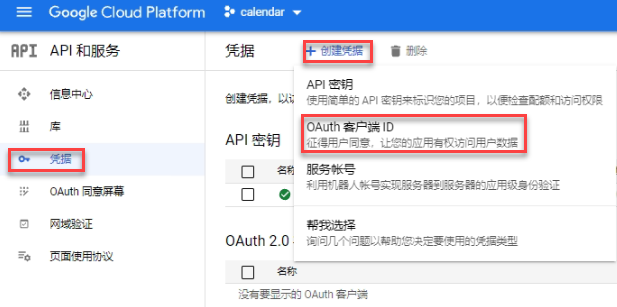 Google Cloud Platform
calendar
API
API 和服务
凭据
创建凭据
删除
信息中心
库
凭据
OAuth 同意屏幕
网域验证
页面使用协议
API 密钥
使用简单的 API 密钥来标识您的项目，以便检查配额和访问权限
OAuth 客户端 ID
征得用户同意，让您的应用有权访问用户数据
服务帐号
利用机器人帐号实现服务器到服务器的应用级身份验证
帮我选择
询问几个问题以帮助您决定要使用的凭据类型
创建凭据，以
API 密钥
名称
OAuth 2.0
名称
没有要显示的 OAuth 客户端